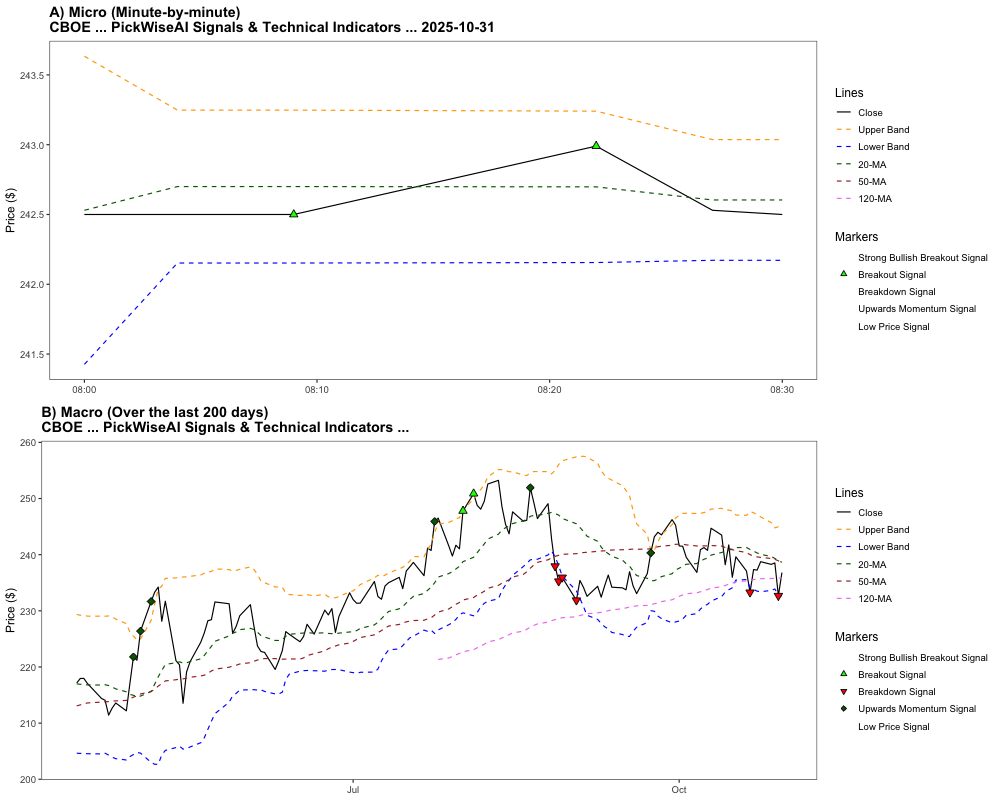 A) Micro (Minute-by-minute)
CBOE ... PickWiseAI Signals & Technical Indicators ... 2025-10-31
Price ($)
243.5
243.0
242.5
242.0
241.5
08:00
08:10
08:20
08:30
Lines
Close
Upper Band
Lower Band
20-MA
50-MA
120-MA
Markers
Strong Bullish Breakout Signal
Breakout Signal
Breakdown Signal
Upwards Momentum Signal
Low Price Signal
B) Macro (Over the last 200 days)
CBOE ... PickWiseAI Signals & Technical Indicators ...
Price ($)
260
250
240
230
220
210
200
Jul
Oct
Lines
Close
Upper Band
Lower Band
20-MA
50-MA
120-MA
Markers
Strong Bullish Breakout Signal
Breakout Signal
Breakdown Signal
Upwards Momentum Signal
Low Price Signal